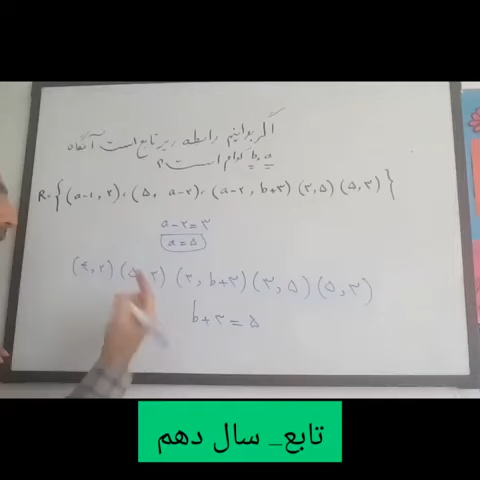 اگر بدانیم رابطه زیر تابع است آنگاه
a و b کدام است؟
R={(a-۱, ۲), (۵, a-۲), (a-۲, b+۳) (۳,۵) (۵,۳)}
a-۲=۳
a=۵
(۴,۲) (۵,۳) (۳, b+۳) (۳,۵) (۵,۳)
b+۳=۵
تابع_ سال دهم